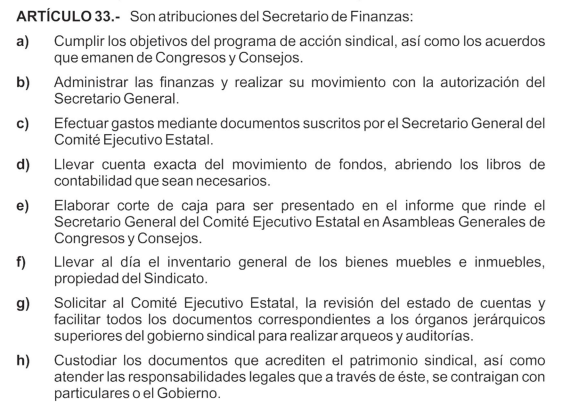 ARTÍCULO 33.- Son atribuciones del Secretario de Finanzas:
a) Cumplir los objetivos del programa de acción sindical, así como los acuerdos
que emanen de Congresos y Consejos.
b) Administrar las finanzas y realizar su movimiento con la autorización del
Secretario General.
c) Efectuar gastos mediante documentos suscritos por el Secretario General del
Comité Ejecutivo Estatal.
d) Llevar cuenta exacta del movimiento de fondos, abriendo los libros de
contabilidad que sean necesarios.
e) Elaborar corte de caja para ser presentado en el informe que rinde el
Secretario General del Comité Ejecutivo Estatal en Asambleas Generales de
Congresos y Consejos.
f) Llevar al día el inventario general de los bienes muebles e inmuebles,
propiedad del Sindicato.
g) Solicitar al Comité Ejecutivo Estatal, la revisión del estado de cuentas y
facilitar todos los documentos correspondientes a los órganos jerárquicos
superiores del gobierno sindical para realizar arqueos y auditorías.
h) Custodiar los documentos que acrediten el patrimonio sindical, así como
atender las responsabilidades legales que a través de éste, se contraigan con
particulares o el Gobierno.